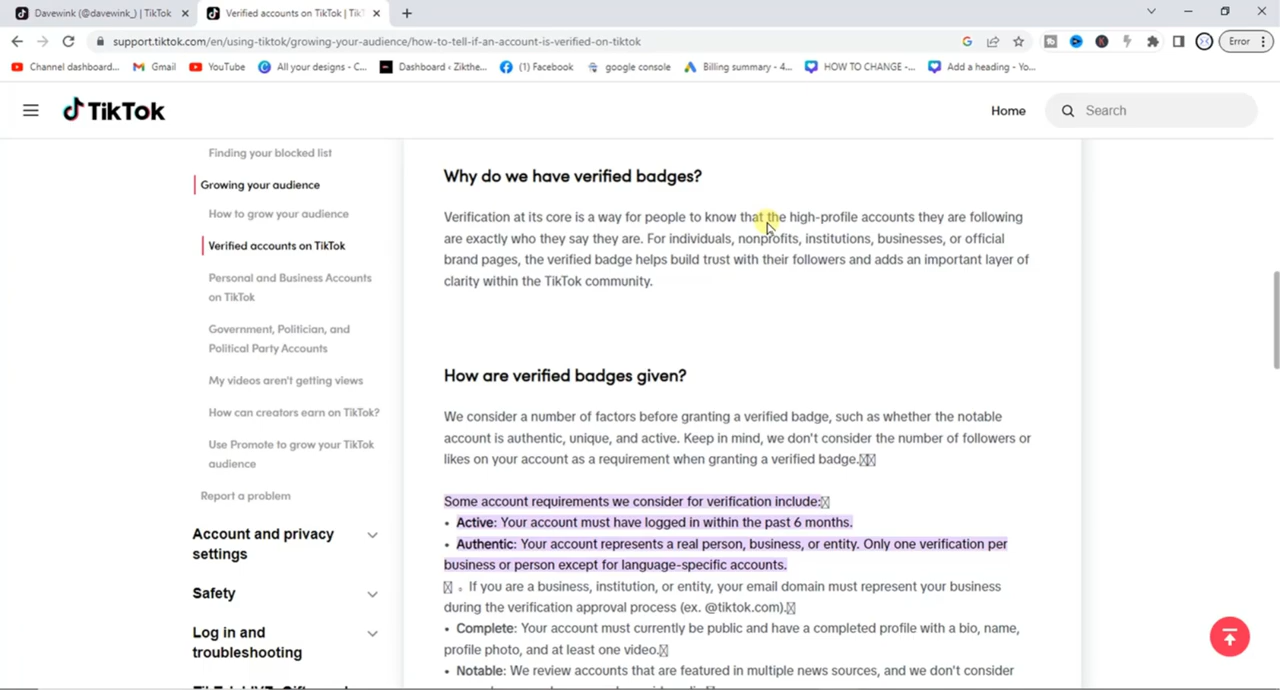 Davewink (@davewink_) | TikTok
Verified accounts on TikTok | Tik
support.tiktok.com/en/using-tiktok/growing-your-audience/how-to-tell-if-an-account-is-verified-on-tiktok
Error
Channel dashboard...
Gmail
YouTube
All your designs - C...
Dashboard ‹ Zikthe...
(1) Facebook
google console
Billing summary - 4...
HOW TO CHANGE -...
Add a heading - Yo...
TikTok
Home
Search
Finding your blocked list
Growing your audience
How to grow your audience
Verified accounts on TikTok
Personal and Business Accounts
on TikTok
Government, Politician, and
Political Party Accounts
My videos aren't getting views
How can creators earn on TikTok?
Use Promote to grow your TikTok
audience
Report a problem
Account and privacy
settings
Safety
Log in and
troubleshooting
Why do we have verified badges?
Verification at its core is a way for people to know that the high-profile accounts they are following
are exactly who they say they are. For individuals, nonprofits, institutions, businesses, or official
brand pages, the verified badge helps build trust with their followers and adds an important layer of
clarity within the TikTok community.
How are verified badges given?
We consider a number of factors before granting a verified badge, such as whether the notable
account is authentic, unique, and active. Keep in mind, we don't consider the number of followers or
likes on your account as a requirement when granting a verified badge.
Some account requirements we consider for verification include:
• Active: Your account must have logged in within the past 6 months.
• Authentic: Your account represents a real person, business, or entity. Only one verification per
business or person except for language-specific accounts.
If you are a business, institution, or entity, your email domain must represent your business
during the verification approval process (ex. @tiktok.com).
• Complete: Your account must currently be public and have a completed profile with a bio, name,
profile photo, and at least one video.
• Notable: We review accounts that are featured in multiple news sources, and we don't consider